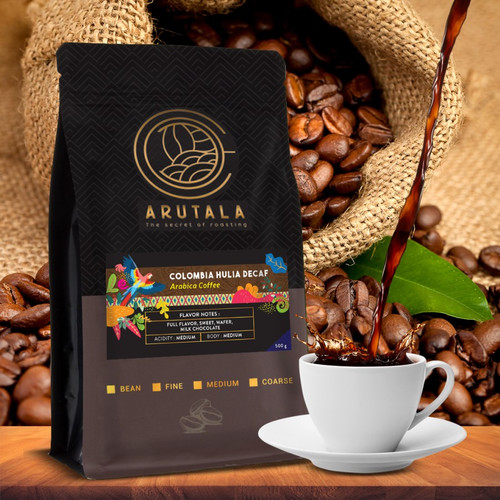 ARUTALA
The secret of roasting
COLOMBIA HULIA DECAF
Arabica Coffee
FLAVOR NOTES :
FULL FLAVOR, SWEET, WAFER,
MILK CHOCOLATE
ACIDITY : MEDIUM BODY : MEDIUM
500 g
BEAN FINE MEDIUM COARSE